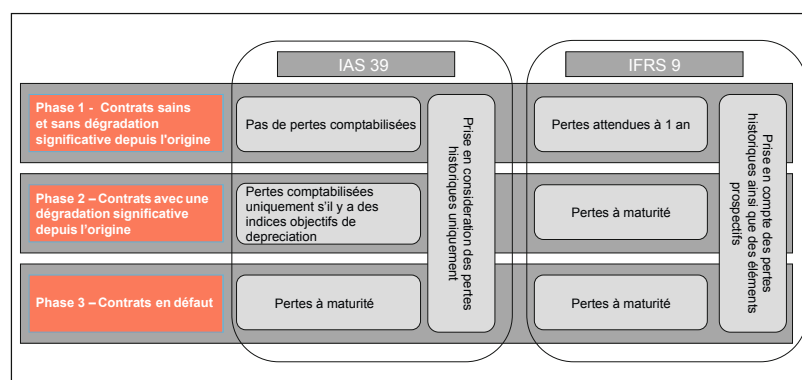 IAS 39
IFRS 9
Phase 1 - Contrats sains
et sans dégradation
significative depuis l'origine
Pas de pertes comptabilisées
Pertes attendues à 1 an
Phase 2 – Contrats avec une
dégradation significative
depuis l'origine
Pertes comptabilisées
uniquement s'il y a des
indices objectifs de
depreciation
Pertes à maturité
Phase 3 – Contrats en défaut
Pertes à maturité
Pertes à maturité
Prise en consideration des pertes
historiques uniquement
Prise en compte des pertes
historiques ainsi que des éléments
prospectifs